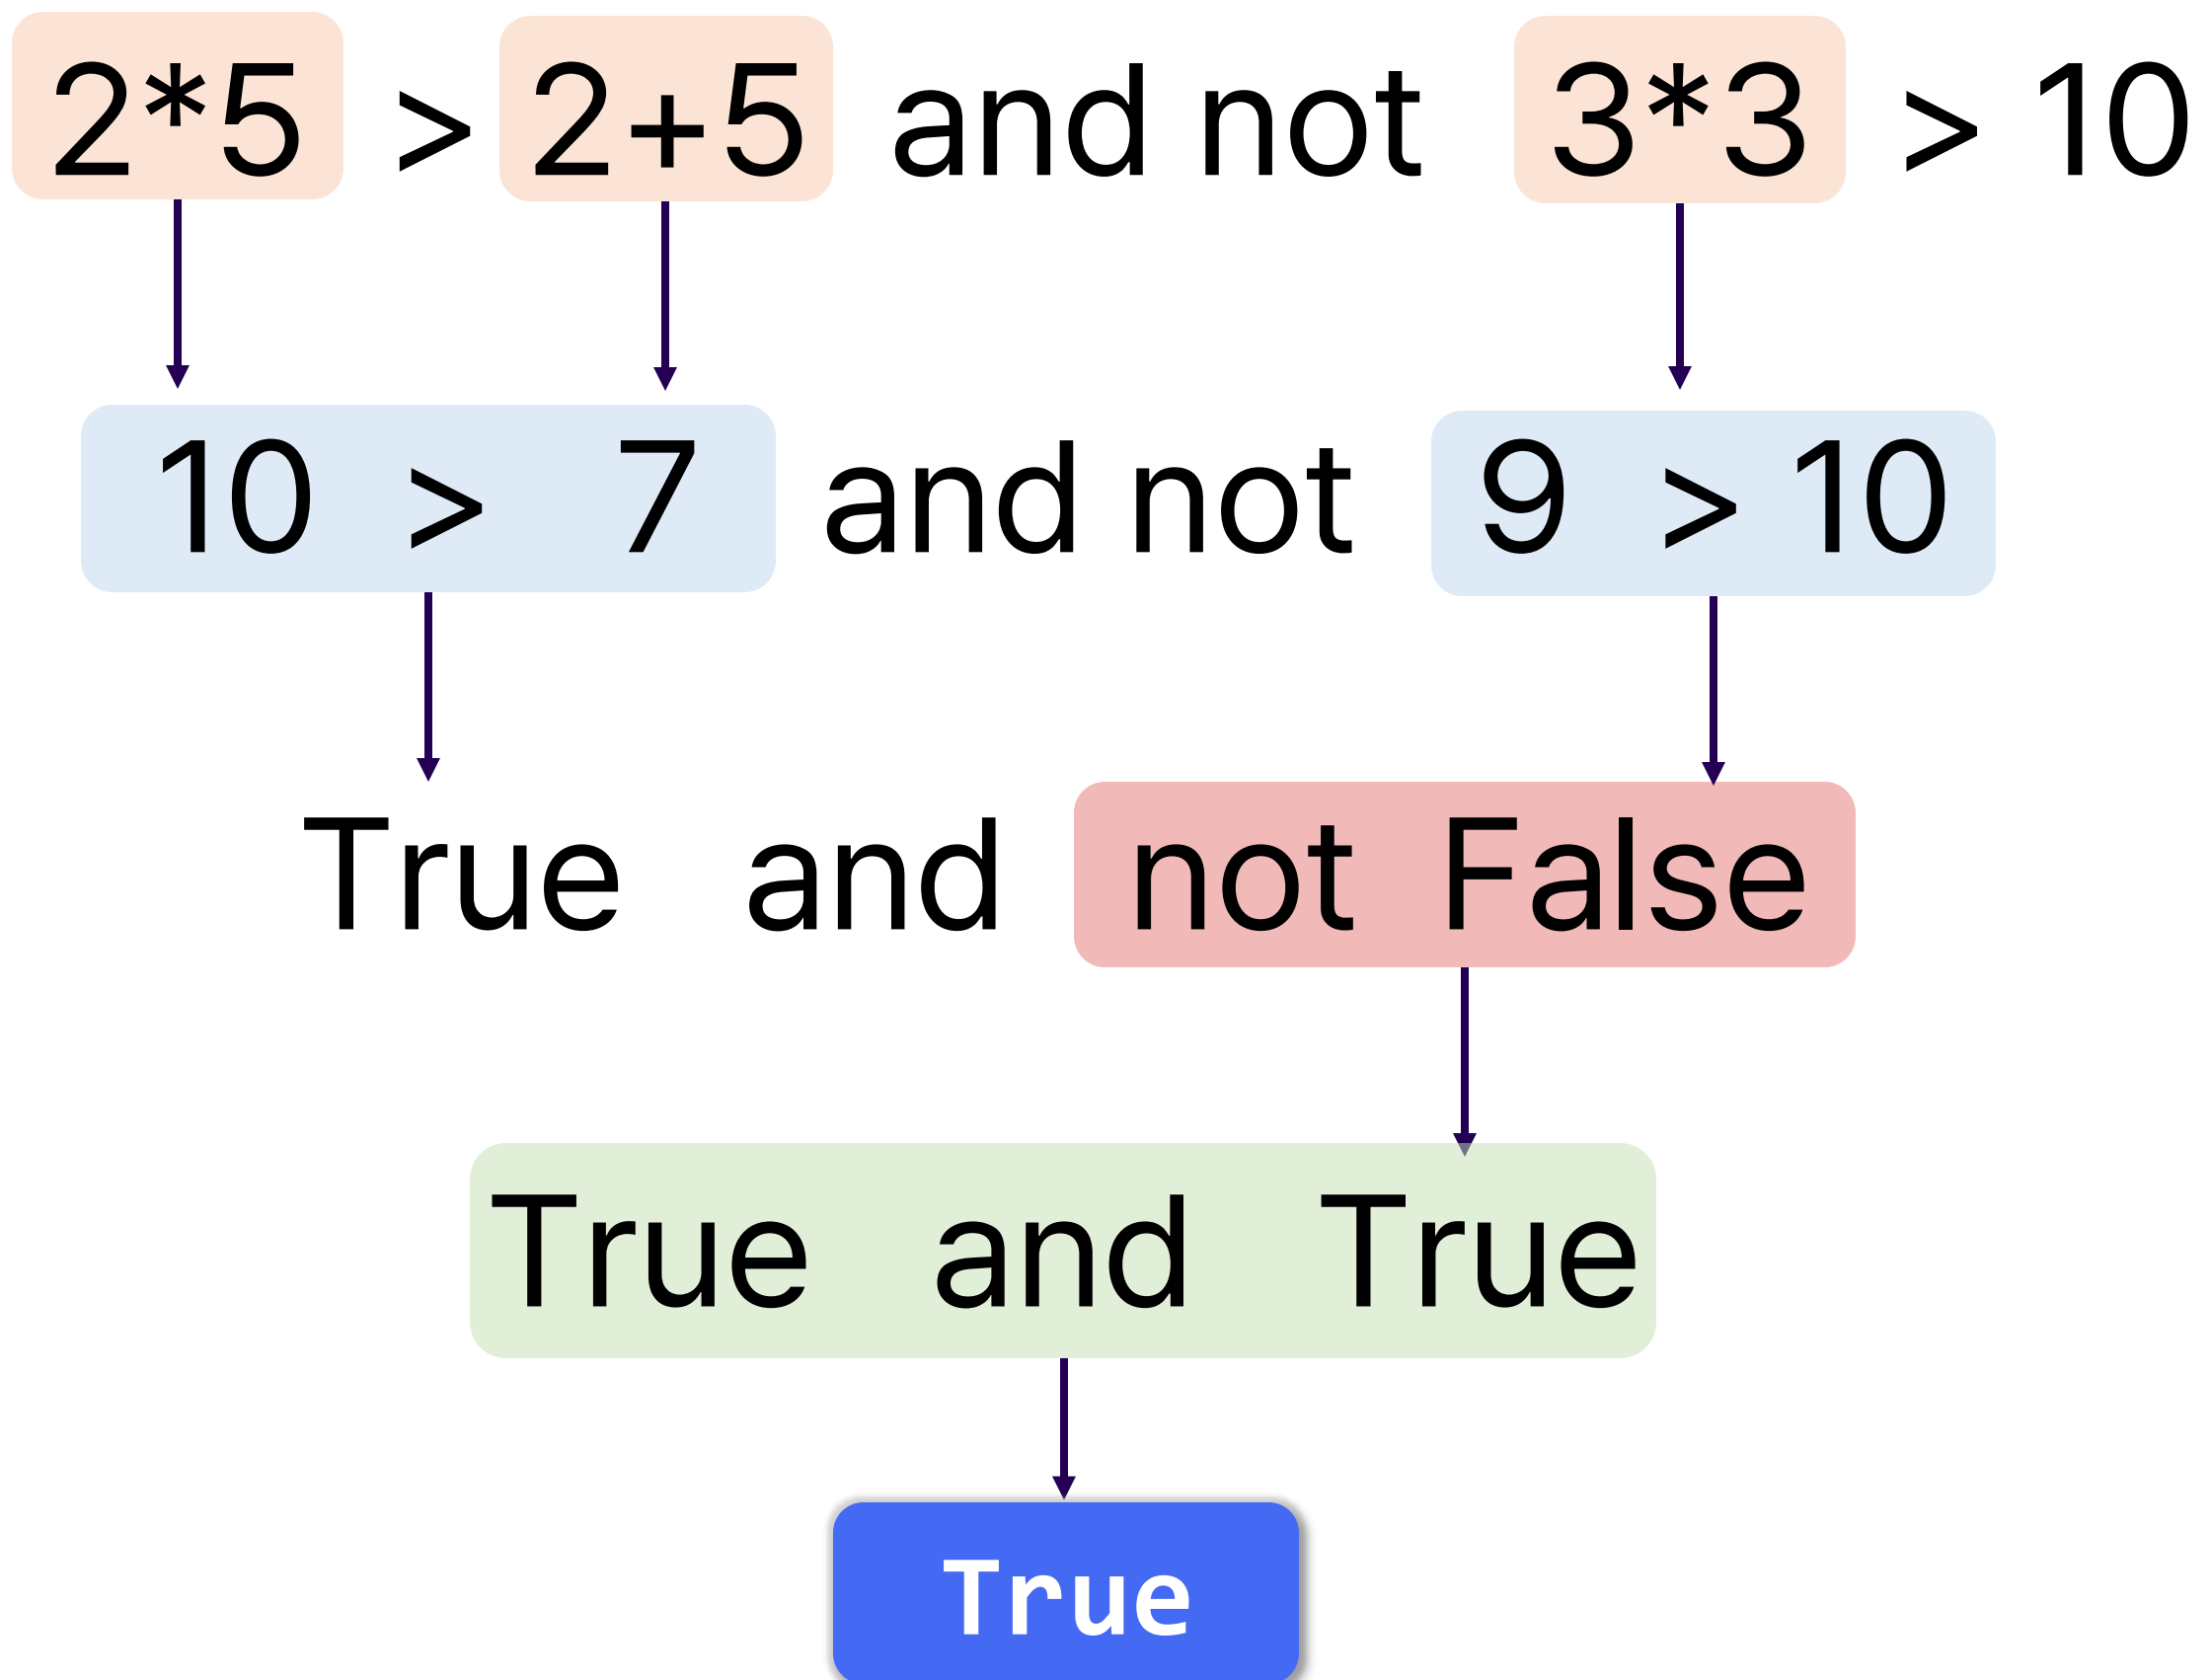 2*5 > 2+5 and not 3*3 > 10
10 > 7 and not 9 > 10
True and not False
True and True
True